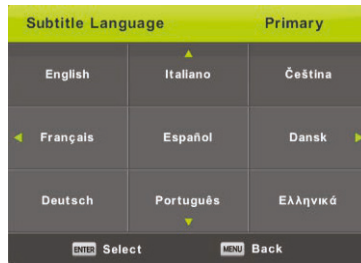 Subtitle Language Primary
English Italiano Čeština
Français Español Dansk
Deutsch Português Ελληνικά
ENTER Select MENU Back